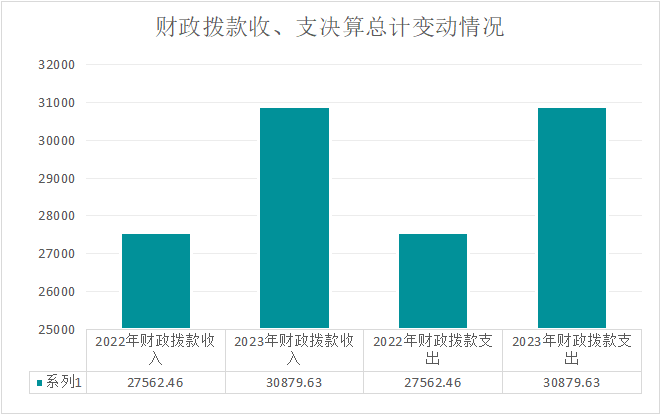 财政拨款收、支决算总计变动情况
32000
31000
30000
29000
28000
27000
26000
25000
2022年财政拨款收
入
2023年财政拨款收
入
2022年财政拨款支
出
2023年财政拨款支
出
系列1 27562.46 30879.63 27562.46 30879.63